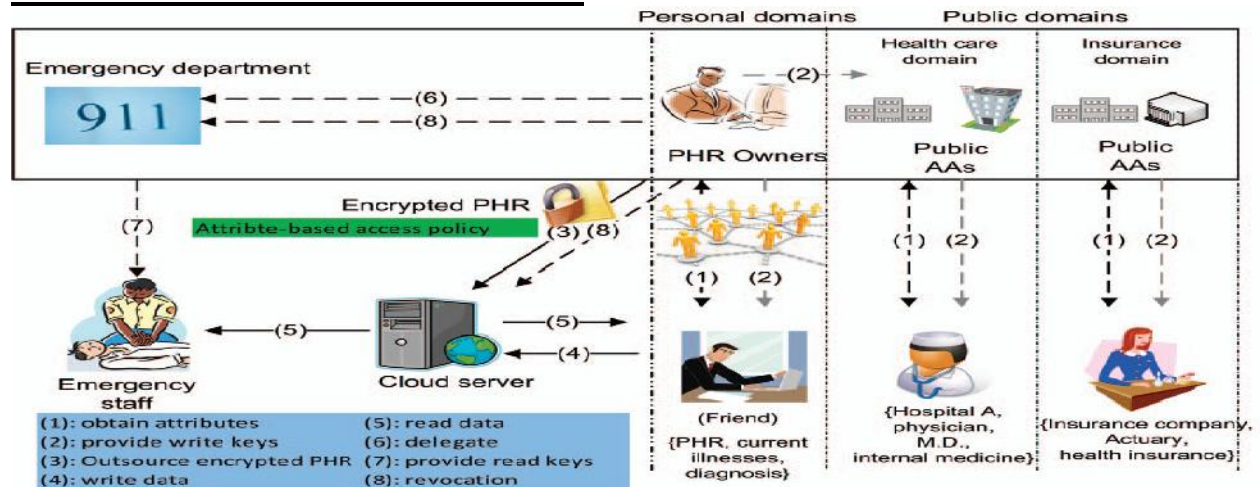 Personal domains
Public domains
Emergency department
911
(6)
(8)
(2)
PHR Owners
Health care
domain
Public
AAs
Insurance
domain
Public
AAs
Encrypted PHR
Attribte-based access policy
(3) (8)
(7)
(5)
(5)
(4)
(1)
(2)
(1)
(2)
(1)
(2)
Emergency
staff
Cloud server
(Friend)
{PHR, current
illnesses,
diagnosis}
{Hospital A,
physician,
M.D.,
internal medicine}
{Insurance company,
Actuary,
health insurance}
(1): obtain attributes
(2): provide write keys
(3): Outsource encrypted PHR
(4): write data
(5): read data
(6): delegate
(7): provide read keys
(8): revocation